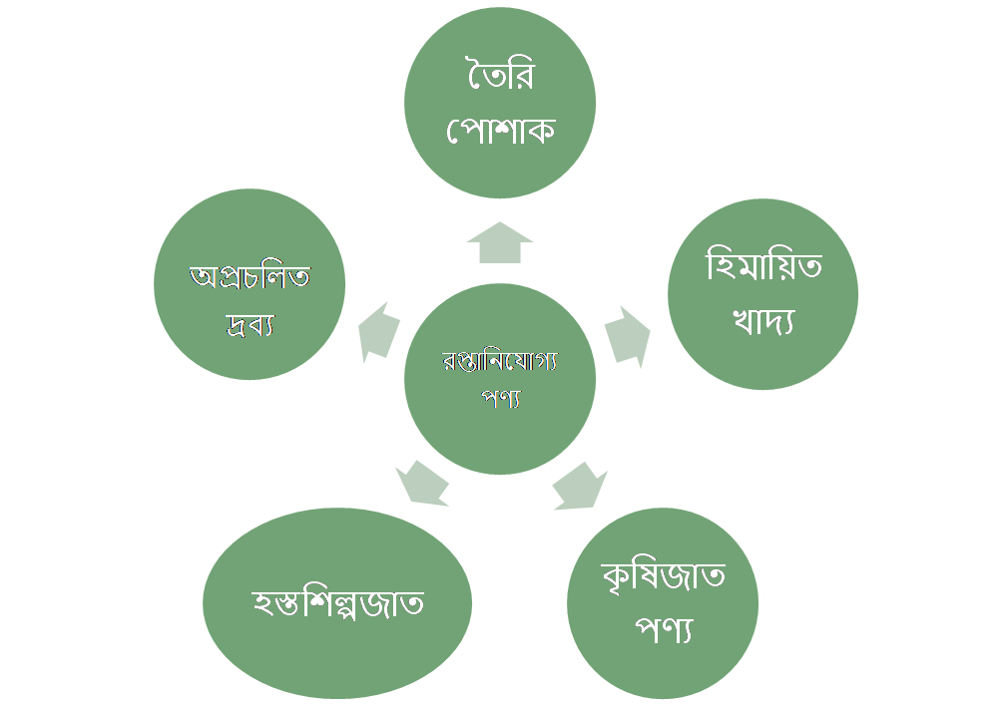 তৈরি
পোশাক
হিমায়িত
খাদ্য
অপ্রচলিত
দ্রব্য
রপ্তানিযোগ্য
পণ্য
হস্তশিল্পজাত
কৃষিজাত
পণ্য